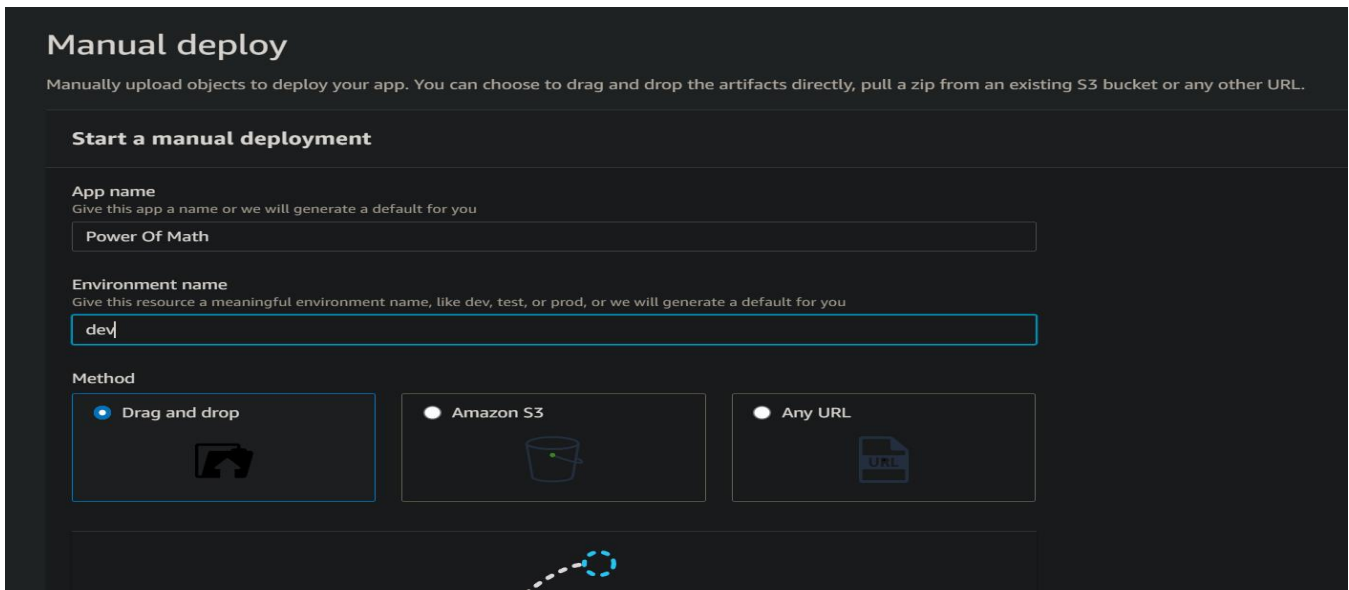 Manual deploy
Manually upload objects to deploy your app. You can choose to drag and drop the artifacts directly, pull a zip from an existing S3 bucket or any other URL.
Start a manual deployment
App name
Give this app a name or we will generate a default for you
Power Of Math
Environment name
Give this resource a meaningful environment name, like dev, test, or prod, or we will generate a default for you
dev
Method
Drag and drop
Amazon S3
Any URL
URL